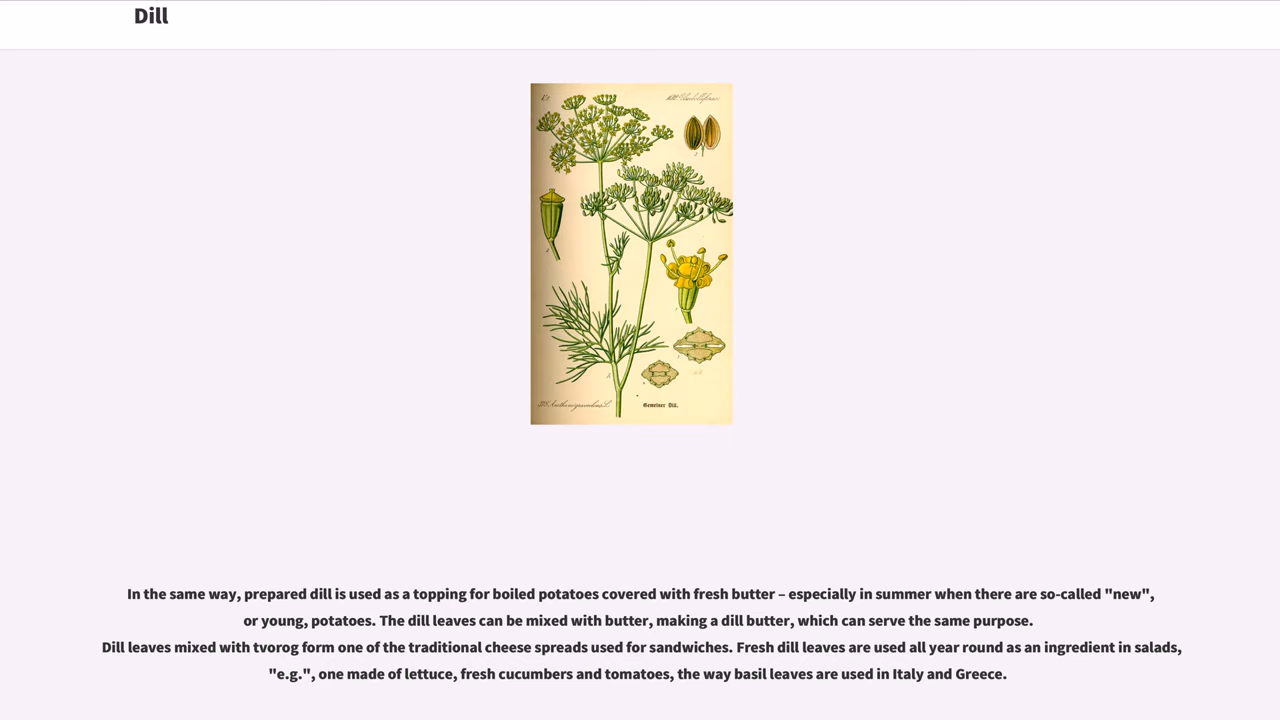 Dill
Gemeiner Dill.
In the same way, prepared dill is used as a topping for boiled potatoes covered with fresh butter – especially in summer when there are so-called "new",
or young, potatoes. The dill leaves can be mixed with butter, making a dill butter, which can serve the same purpose.
Dill leaves mixed with tvorog form one of the traditional cheese spreads used for sandwiches. Fresh dill leaves are used all year round as an ingredient in salads,
"e.g.", one made of lettuce, fresh cucumbers and tomatoes, the way basil leaves are used in Italy and Greece.